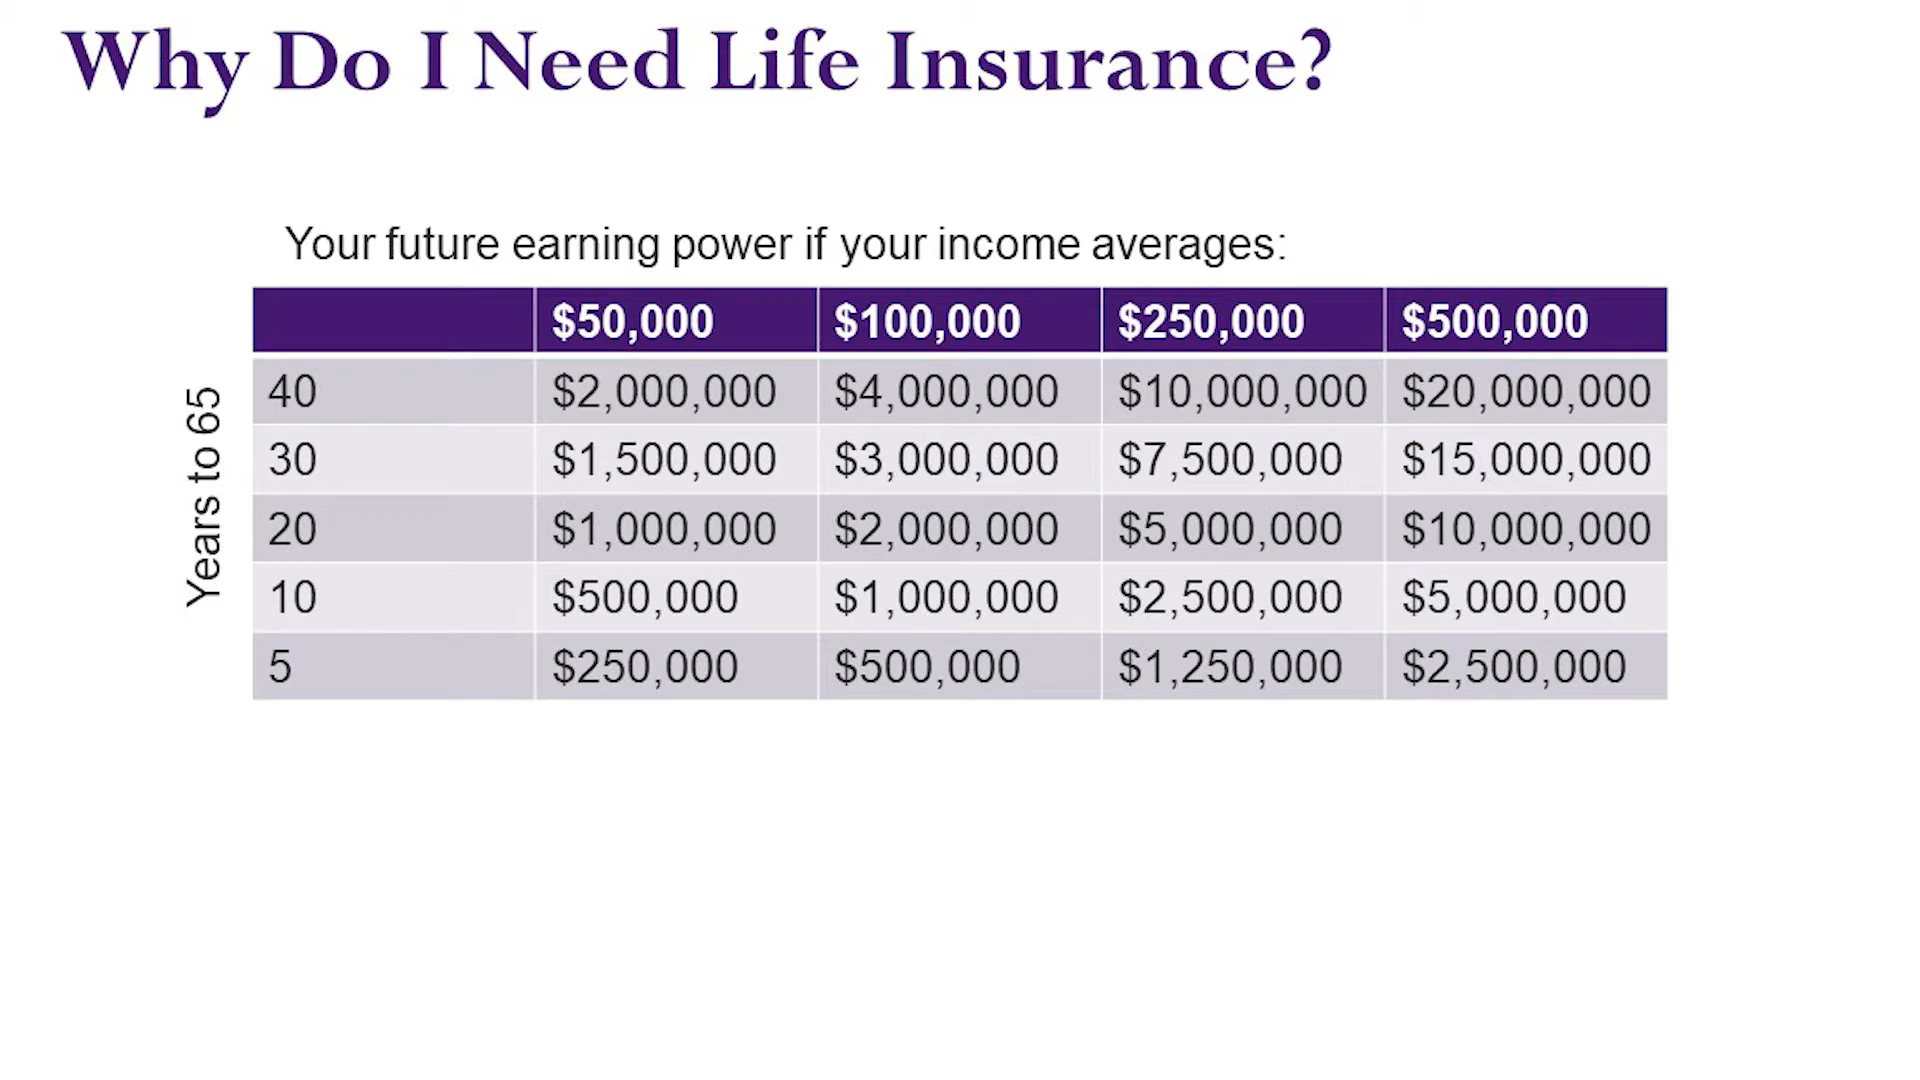 Why Do I Need Life Insurance?
Your future earning power if your income averages:
$50,000 $100,000 $250,000 $500,000
Years to 65
40 $2,000,000 $4,000,000 $10,000,000 $20,000,000
30 $1,500,000 $3,000,000 $7,500,000 $15,000,000
20 $1,000,000 $2,000,000 $5,000,000 $10,000,000
10 $500,000 $1,000,000 $2,500,000 $5,000,000
5 $250,000 $500,000 $1,250,000 $2,500,000